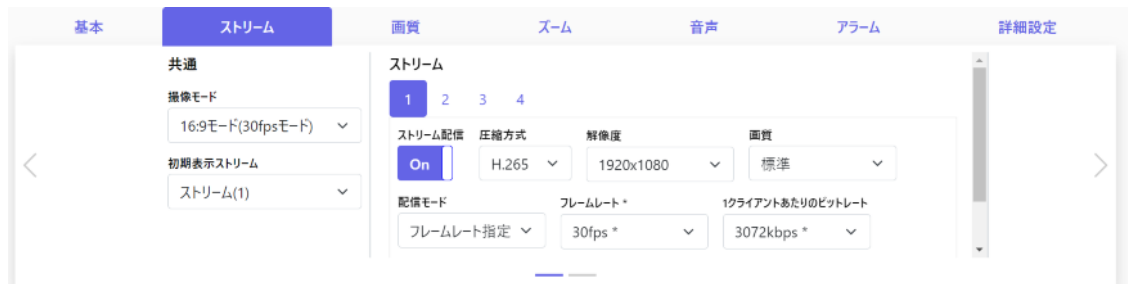 基本 ストリーム 画質 ズーム 音声 アラーム 詳細設定
共通
撮像モード
16:9モード(30fpsモード)
初期表示ストリーム
ストリーム(1)
ストリーム
1 2 3 4
ストリーム配信 圧縮方式 解像度 画質
On H.265 1920x1080 標準
配信モード フレームレート * 1クライアントあたりのビットレート
フレームレート指定 30fps * 3072kbps *